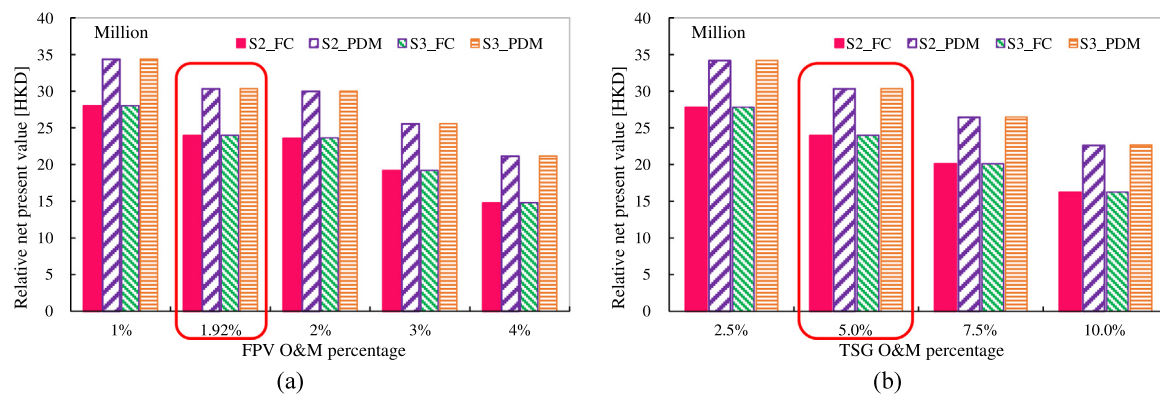 Relative net present value [HKD]
40
35
30
25
20
15
10
5
0
Million
S2_FC S2_PDM S3_FC S3_PDM
1% 1.92% 2% 3% 4%
FPV O&M percentage
(a)
Relative net present value [HKD]
40
35
30
25
20
15
10
5
0
Million
S2_FC S2_PDM S3_FC S3_PDM
2.5% 5.0% 7.5% 10.0%
TSG O&M percentage
(b)